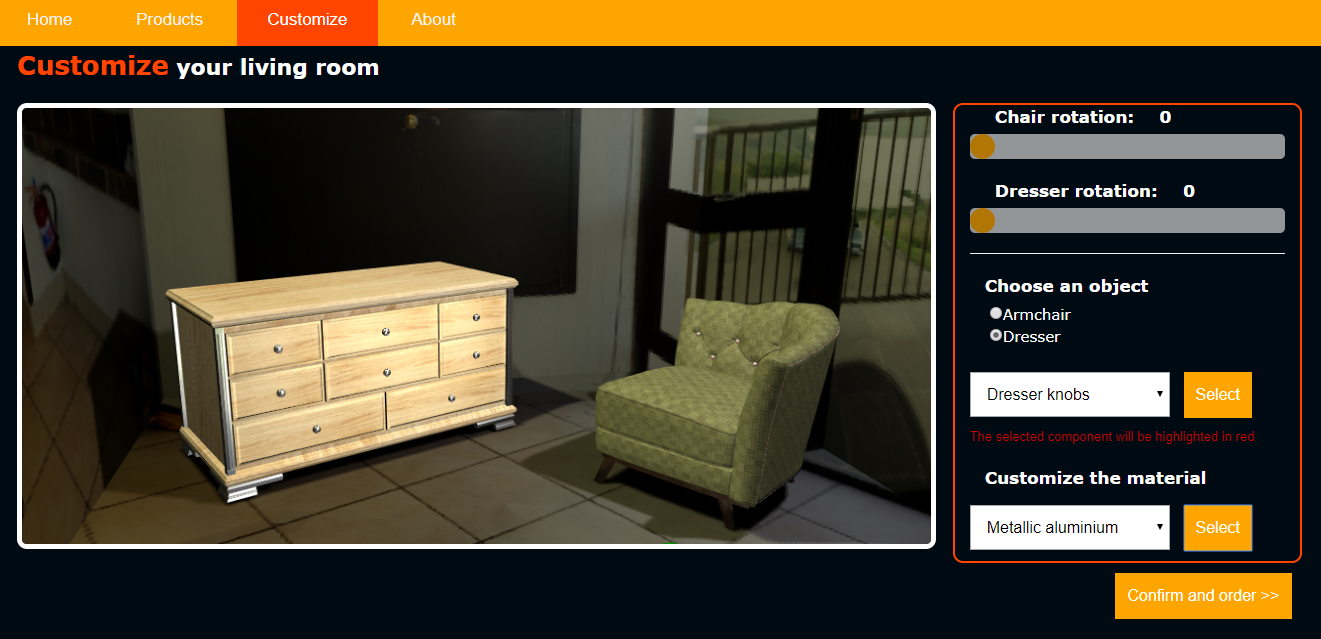 Home Products Customize About
Customize your living room
Chair rotation: 0
Dresser rotation: 0
Choose an object
Armchair
Dresser
Dresser knobs Select
The selected component will be highlighted in red
Customize the material
Metallic aluminium Select
Confirm and order >>